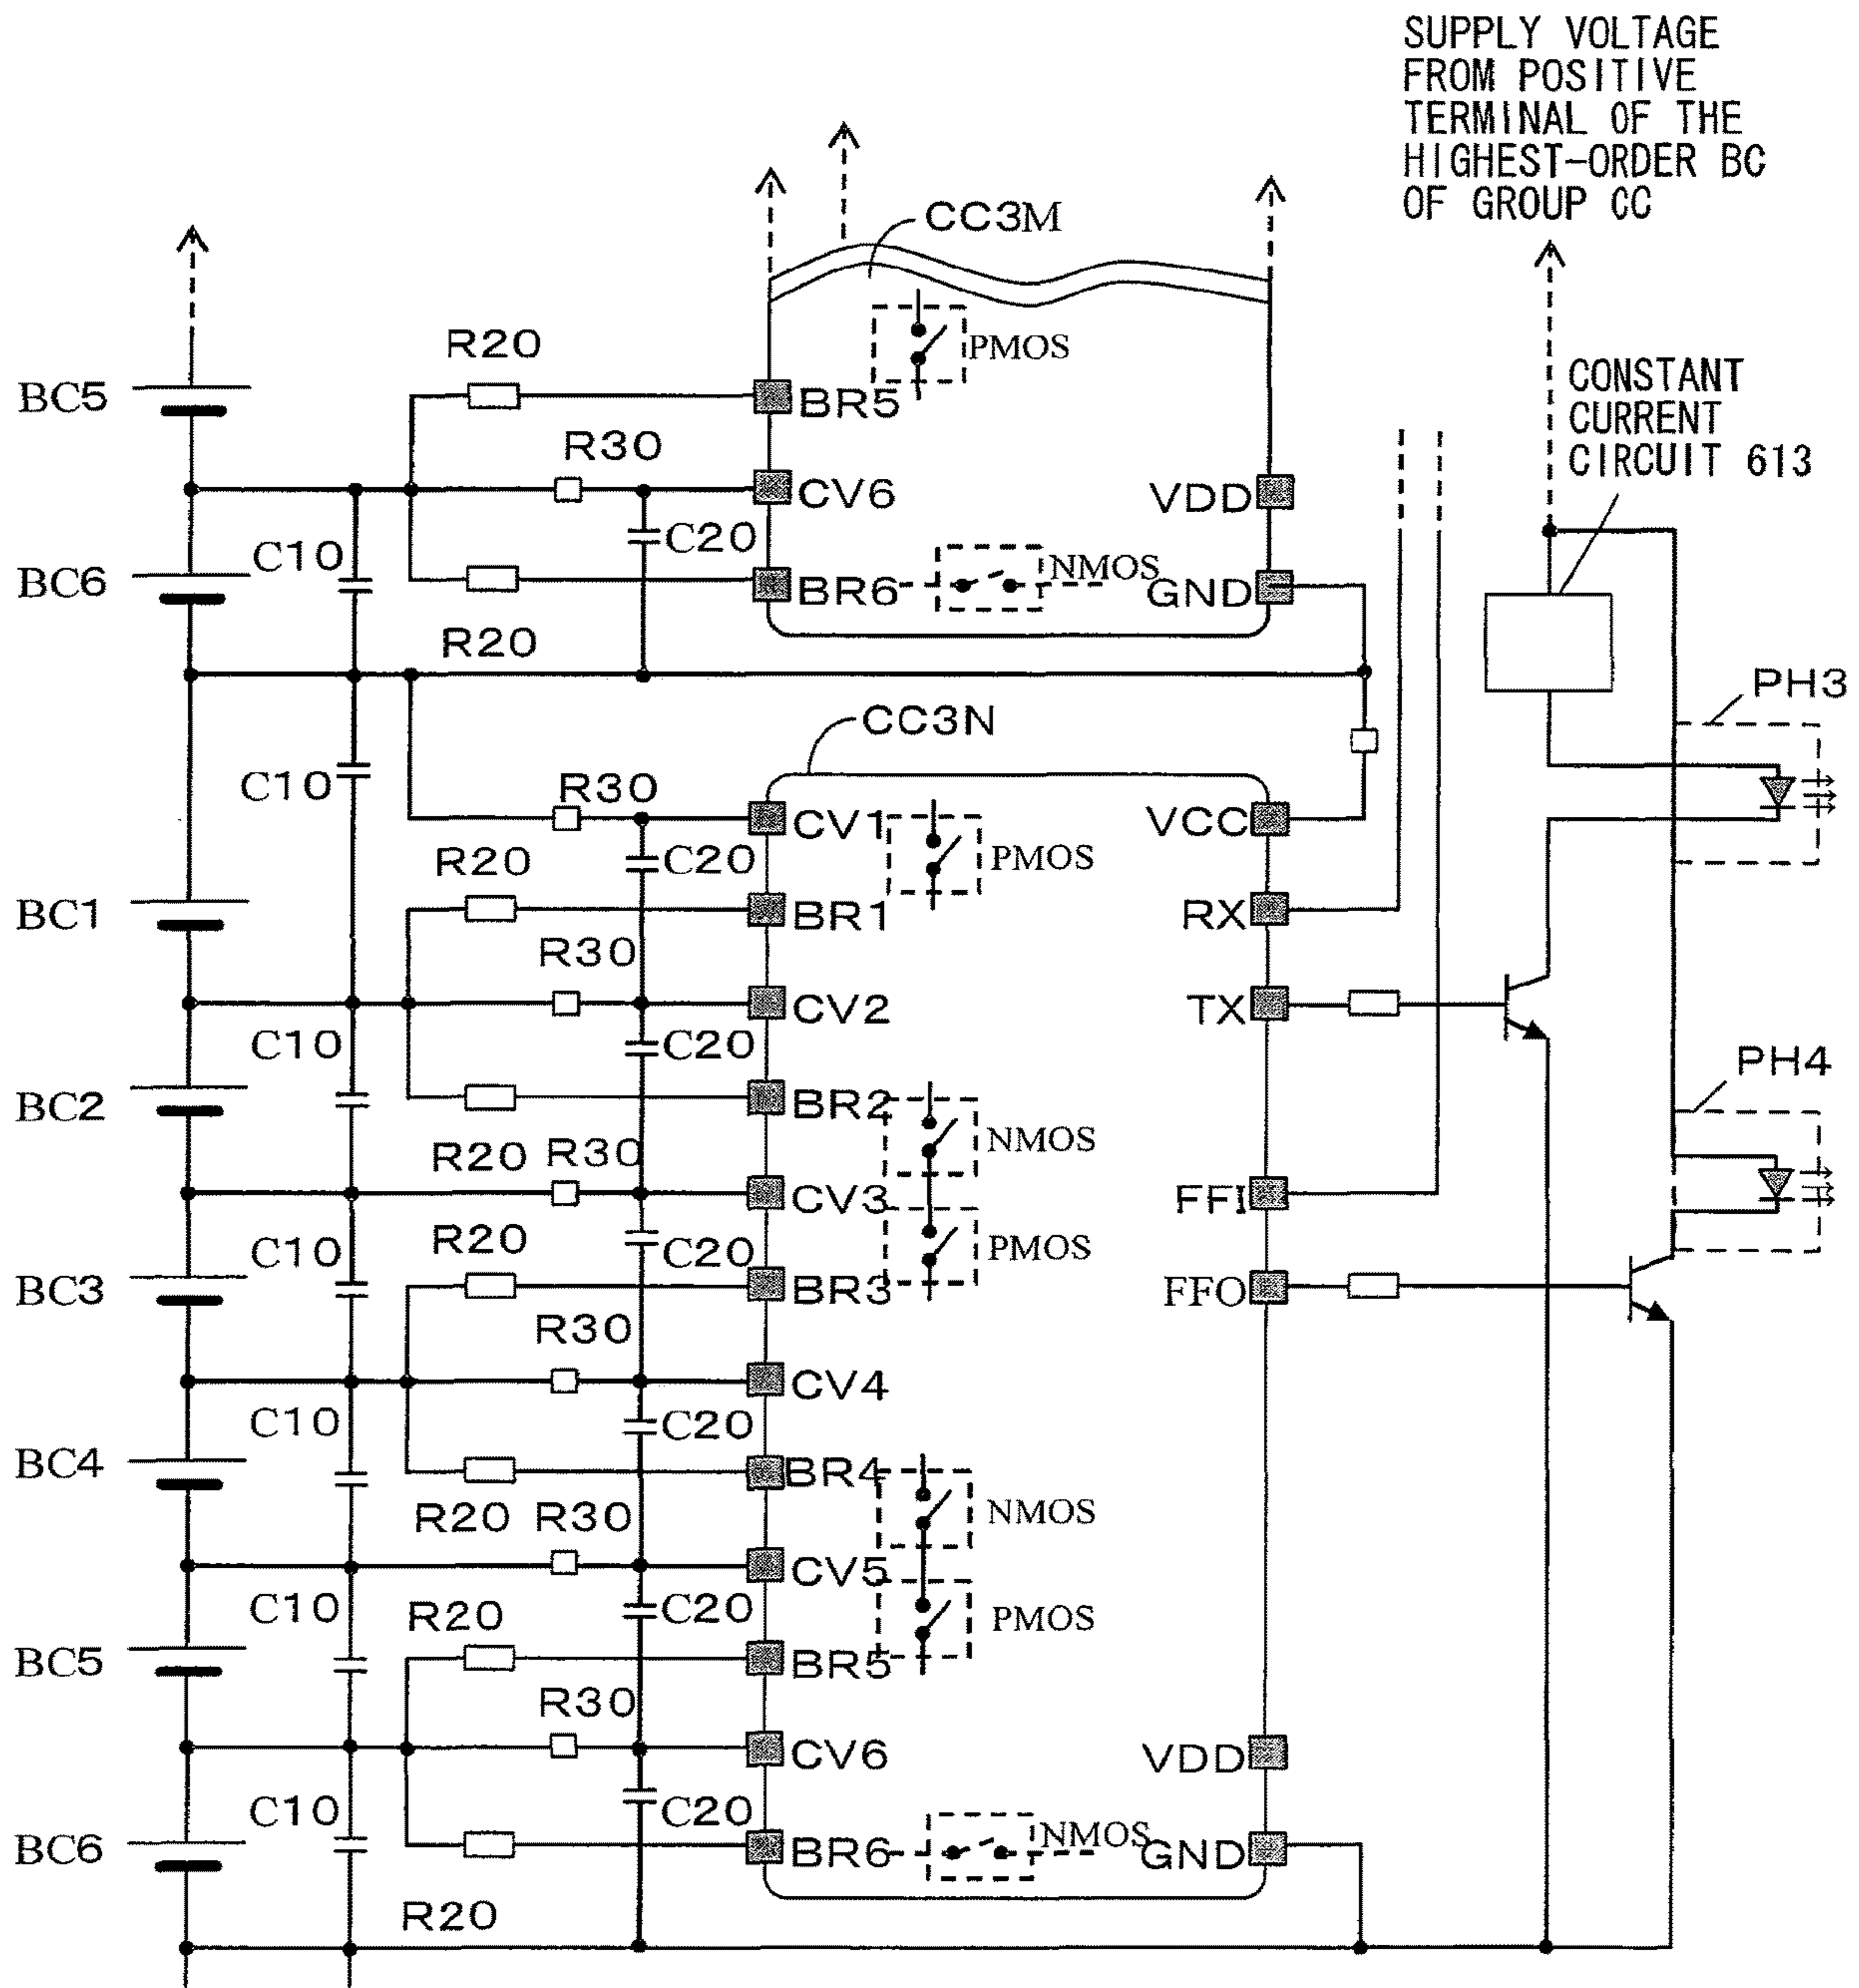 SUPPLY VOLTAGE
FROM POSITIVE
TERMINAL OF THE
HIGHEST-ORDER BC
OF GROUP CC
CC3M
PMOS
R20
BC5
BR5
CONSTANT
CURRENT
CIRCUIT 613
R30
CV6
VDD
C10
C20
BC6
BR6
NMOS
GND
R20
PH3
CC3N
C10
R30
CV1
VCC
R20
C20
PMOS
BC1
BR1
RX
R30
CV2
TX
C10
C20
PH4
BC2
BR2
NMOS
R20
R30
CV3
FFI
R20
C10
C20
PMOS
BC3
BR3
FFO
R30
CV4
C10
C20
BC4
BR4
R20
R30
NMOS
CV5
C10
R20
C20
PMOS
BC5
BR5
R30
CV6
VDD
C10
C20
BC6
BR6
NMOS
GND
R20